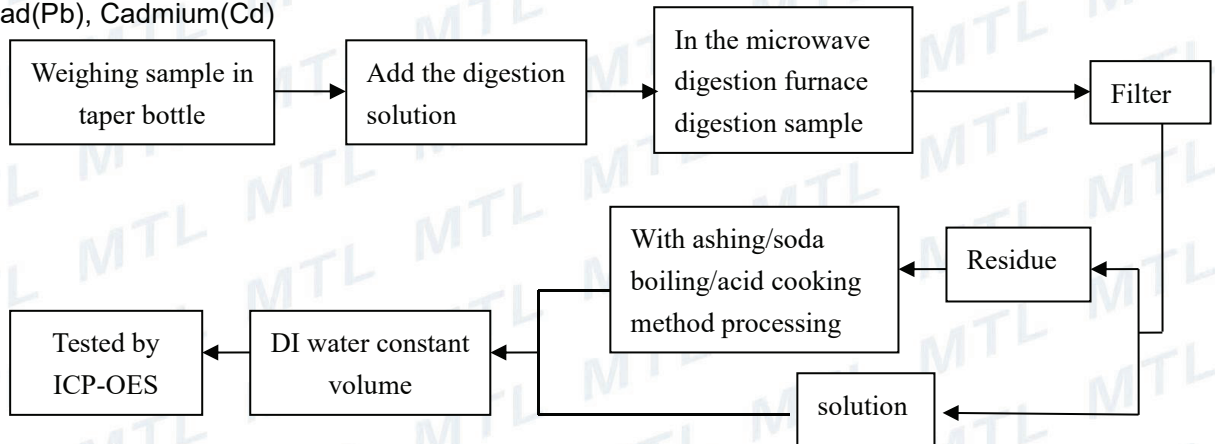 ad(Pb), Cadmium(Cd)
Weighing sample in
taper bottle
Add the digestion
solution
In the microwave
digestion furnace
digestion sample
Filter
Residue
With ashing/soda
boiling/acid cooking
method processing
solution
DI water constant
volume
Tested by
ICP-OES
MTL